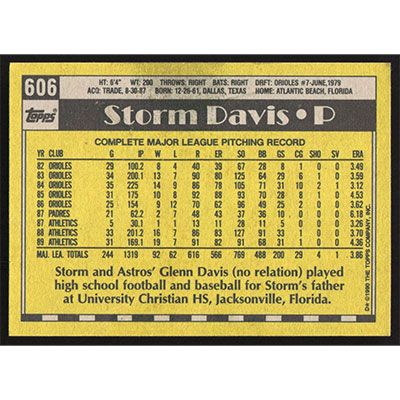 606
HT: 6'4" WT: 200 THROWS: RIGHT BATS: RIGHT DRFT: ORIOLES #7-JUNE, 1979
ACQ: TRADE, 8-30-87 BORN: 12-26-61, DALLAS, TEXAS HOME: ATLANTIC BEACH, FLORIDA
Topps
Storm Davis • P
COMPLETE MAJOR LEAGUE PITCHING RECORD
YR CLUB G IP W L R ER SO BB GS CG SHO SV ERA
82 ORIOLES 29 100.2 8 4 40 39 67 28 8 1 0 0 3.49
83 ORIOLES 34 200.1 13 7 90 80 125 64 29 6 1 0 3.59
84 ORIOLES 35 225 14 9 86 78 105 71 31 10 2 1 3.12
85 ORIOLES 31 175 10 8 92 88 93 70 28 8 1 0 4.53
86 ORIOLES 25 154 9 12 70 62 96 49 25 2 0 0 3.62
87 PADRES 21 62.2 2 7 48 43 37 36 10 0 0 0 6.18
87 ATHLETICS 5 30.1 1 1 13 11 28 11 5 0 0 0 3.26
88 ATHLETICS 33 201.2 16 7 86 83 127 91 33 1 0 0 3.70
89 ATHLETICS 31 169.1 19 7 91 82 91 68 31 1 0 0 4.36
MAJ. LEA. TOTALS 244 1319 92 62 616 566 769 488 200 29 4 1 3.86
Storm and Astros' Glenn Davis (no relation) played
high school football and baseball for Storm's father
at University Christian HS, Jacksonville, Florida.
D* © 1990 THE TOPPS COMPANY, INC.